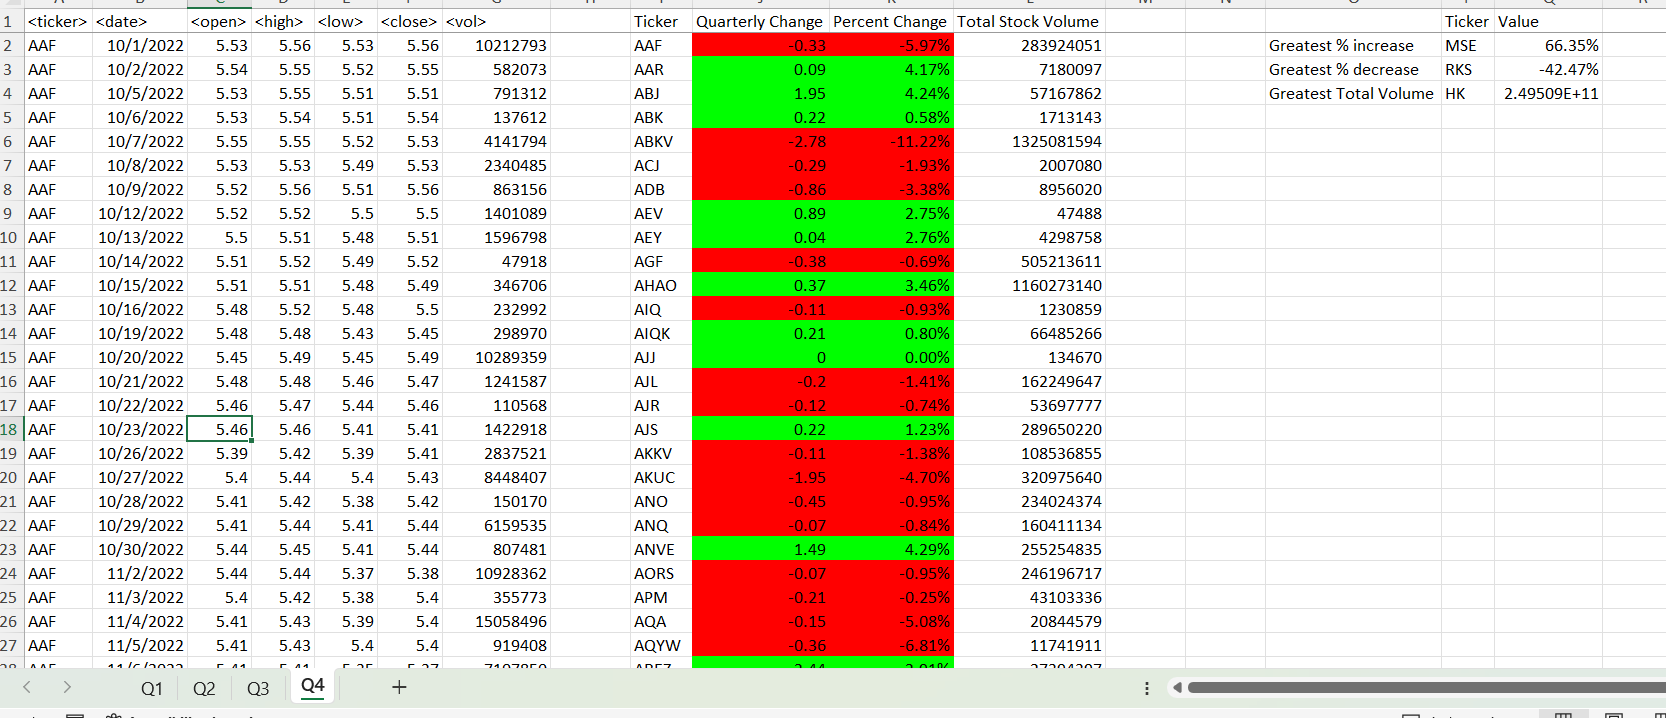 1 <ticker> <date> <open> <high> <low> <close> <vol> Ticker Quarterly Change Percent Change Total Stock Volume Ticker Value
2 AAF 10/1/2022 5.53 5.56 5.53 5.56 10212793 AAF -0.33 -5.97% 283924051 Greatest % increase MSE 66.35%
3 AAF 10/2/2022 5.54 5.55 5.52 5.55 582073 AAR 0.09 4.17% 7180097 Greatest % decrease RKS -42.47%
4 AAF 10/5/2022 5.53 5.55 5.51 5.51 791312 ABJ 1.95 4.24% 57167862 Greatest Total Volume HK 2.49509E+11
5 AAF 10/6/2022 5.53 5.54 5.51 5.54 137612 ABK 0.22 0.58% 1713143
6 AAF 10/7/2022 5.55 5.55 5.52 5.53 4141794 ABKV -2.78 -11.22% 1325081594
7 AAF 10/8/2022 5.53 5.53 5.49 5.53 2340485 ACJ -0.29 -1.93% 2007080
8 AAF 10/9/2022 5.52 5.56 5.51 5.56 863156 ADB -0.86 -3.38% 8956020
9 AAF 10/12/2022 5.52 5.52 5.5 5.5 1401089 AEV 0.89 2.75% 47488
10 AAF 10/13/2022 5.5 5.51 5.48 5.51 1596798 AEY 0.04 2.76% 4298758
11 AAF 10/14/2022 5.51 5.52 5.49 5.52 47918 AGF -0.38 -0.69% 505213611
12 AAF 10/15/2022 5.51 5.51 5.48 5.49 346706 AHAO 0.37 3.46% 1160273140
13 AAF 10/16/2022 5.48 5.52 5.48 5.5 232992 AIQ -0.11 -0.93% 1230859
14 AAF 10/19/2022 5.48 5.48 5.43 5.45 298970 AIQK 0.21 0.80% 66485266
15 AAF 10/20/2022 5.45 5.49 5.45 5.49 10289359 AJJ 0 0.00% 134670
16 AAF 10/21/2022 5.48 5.48 5.46 5.47 1241587 AJL -0.2 -1.41% 162249647
17 AAF 10/22/2022 5.46 5.47 5.44 5.46 110568 AJR -0.12 -0.74% 53697777
18 AAF 10/23/2022 5.46 5.46 5.41 5.41 1422918 AJS 0.22 1.23% 289650220
19 AAF 10/26/2022 5.39 5.42 5.39 5.41 2837521 AKKV -0.11 -1.38% 108536855
20 AAF 10/27/2022 5.4 5.44 5.4 5.43 8448407 AKUC -1.95 -4.70% 320975640
21 AAF 10/28/2022 5.41 5.42 5.38 5.42 150170 ANO -0.45 -0.95% 234024374
22 AAF 10/29/2022 5.41 5.44 5.41 5.44 6159535 ANQ -0.07 -0.84% 160411134
23 AAF 10/30/2022 5.44 5.45 5.41 5.44 807481 ANVE 1.49 4.29% 255254835
24 AAF 11/2/2022 5.44 5.44 5.37 5.38 10928362 AORS -0.07 -0.95% 246196717
25 AAF 11/3/2022 5.4 5.42 5.38 5.4 355773 APM -0.21 -0.25% 43103336
26 AAF 11/4/2022 5.41 5.43 5.39 5.4 15058496 AQA -0.15 -5.08% 20844579
27 AAF 11/5/2022 5.41 5.43 5.4 5.4 919408 AQYW -0.36 -6.81% 11741911
Q1 Q2 Q3 Q4